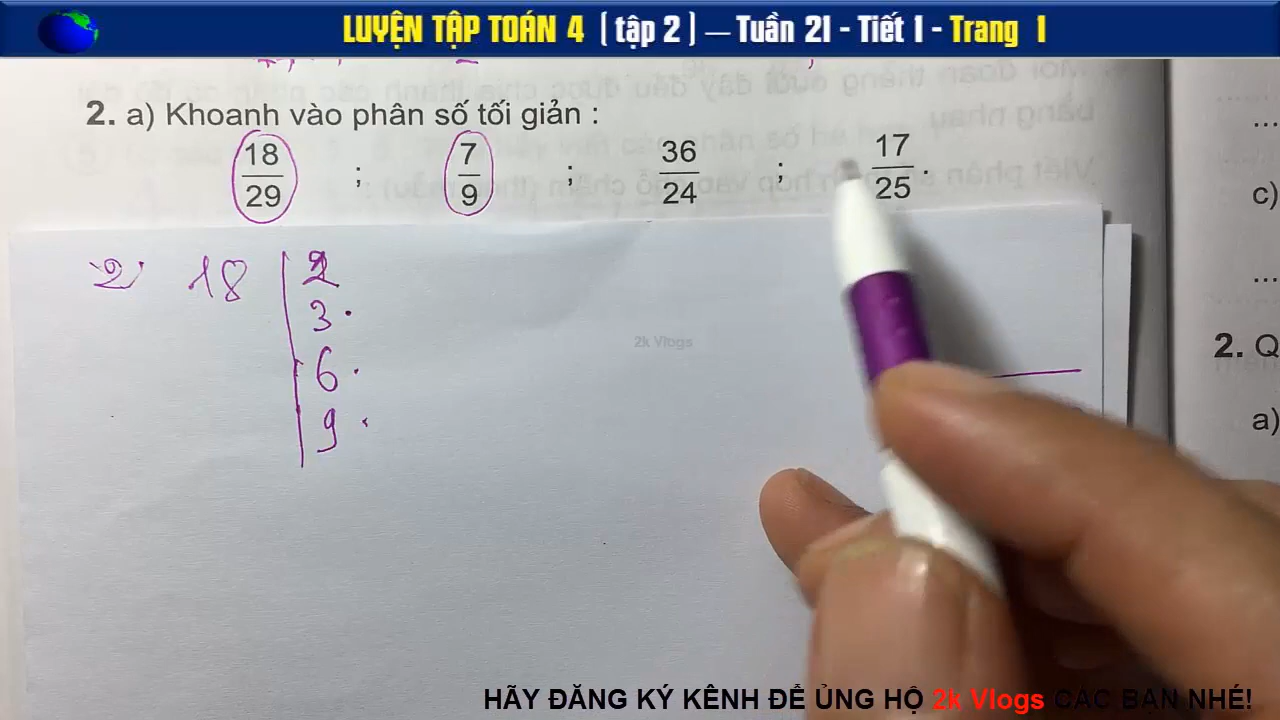 LUYỆN TẬP TOÁN 4 ( tập 2 ) — Tuần 21 - Tiết 1 - Trang 1
2. a) Khoanh vào phân số tối giản :
18/29 ; 7/9 ; 36/24 ; 17/25 .
c)
...
...
2. Q
a)
2 18 2
3
6
9
2k Vlogs
HÃY ĐĂNG KÝ KÊNH ĐỂ ỦNG HỘ 2k Vlogs CÁC BẠN NHÉ!